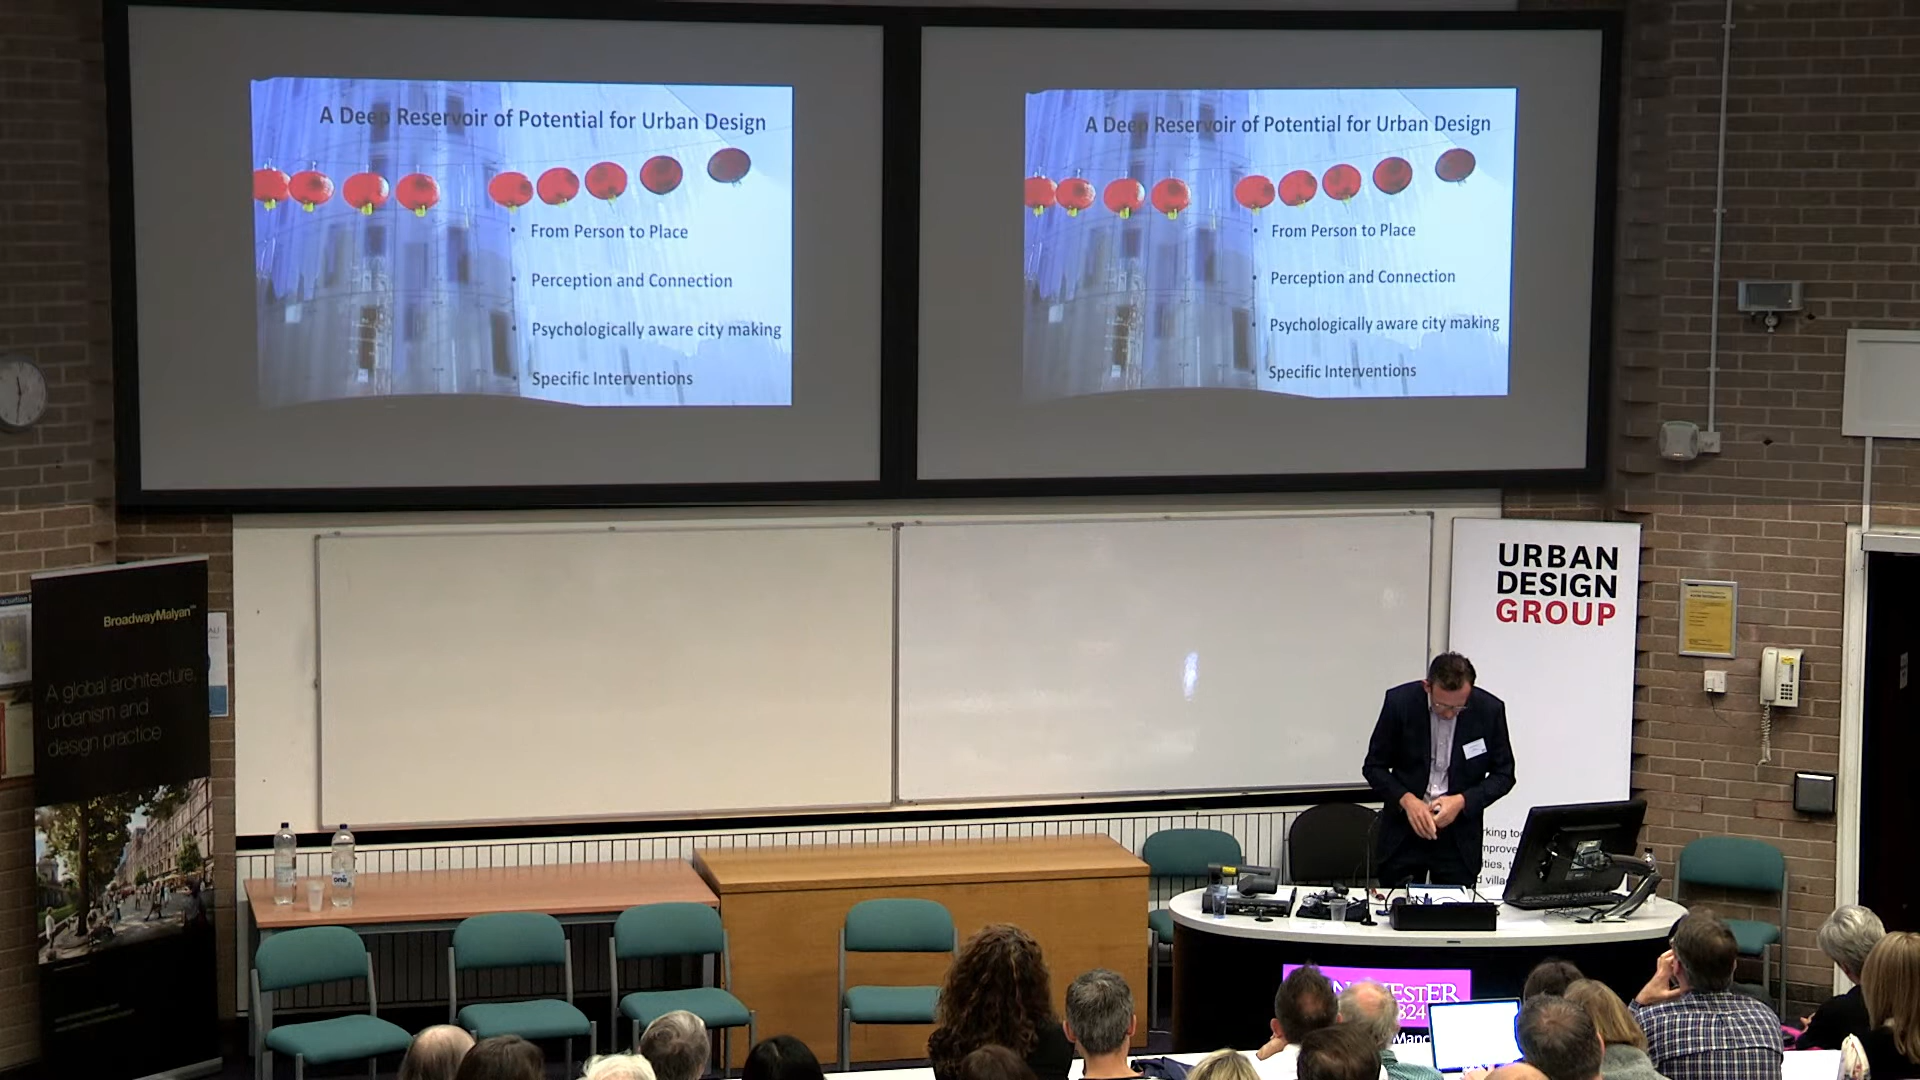 A Deep Reservoir of Potential for Urban Design
• From Person to Place
• Perception and Connection
• Psychologically aware city making
• Specific Interventions
A Deep Reservoir of Potential for Urban Design
• From Person to Place
• Perception and Connection
• Psychologically aware city making
• Specific Interventions
BroadwayMalyan
A global architecture,
urbanism and
design practice
URBAN
DESIGN
GROUP